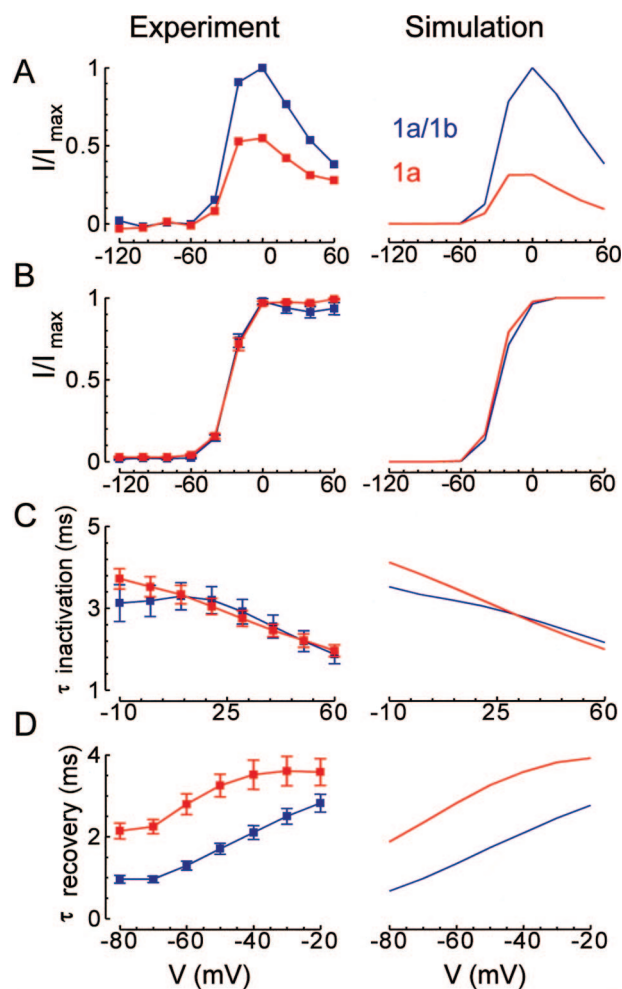 Experiment
Simulation
A
I/Imax
1
0.5
0
-120 -60 0 60
1a/1b
1a
-120 -60 0 60
B
I/Imax
1
0.5
0
-120 -60 0 60
-120 -60 0 60
C
τ inactivation (ms)
5
3
1
-10 25 60
-10 25 60
D
τ recovery (ms)
4
2
0
-80 -60 -40 -20
V (mV)
-80 -60 -40 -20
V (mV)